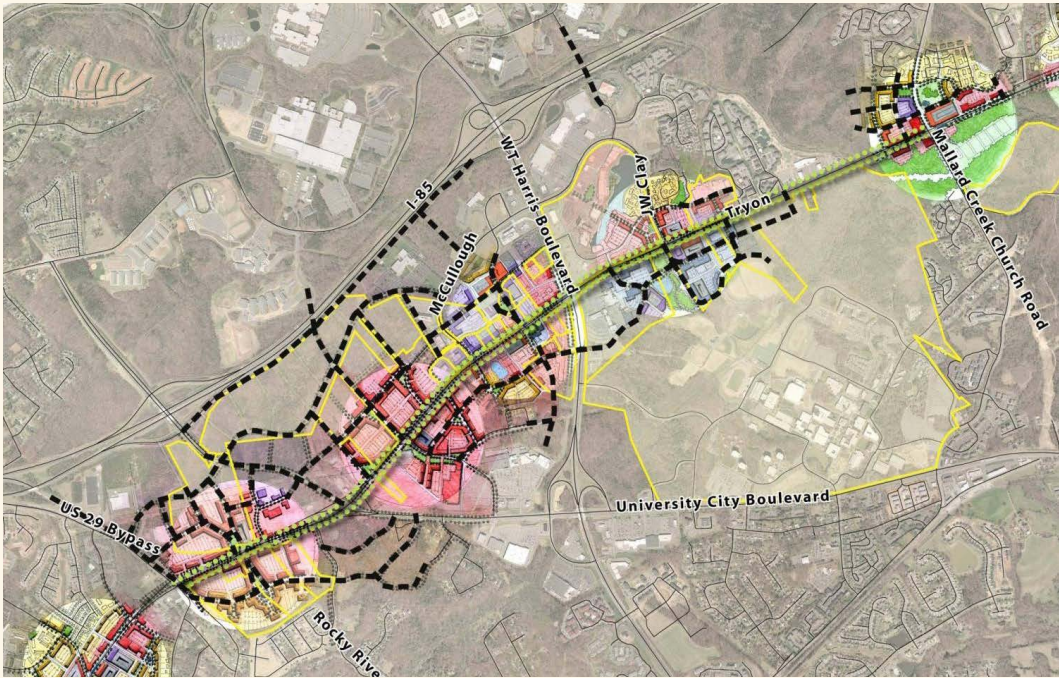 I-85
WT Harris Boulevard
JW Clay
Tryon
Mallard Creek Church Road
McCullough
US 29 Bypass
University City Boulevard
Rocky Rive